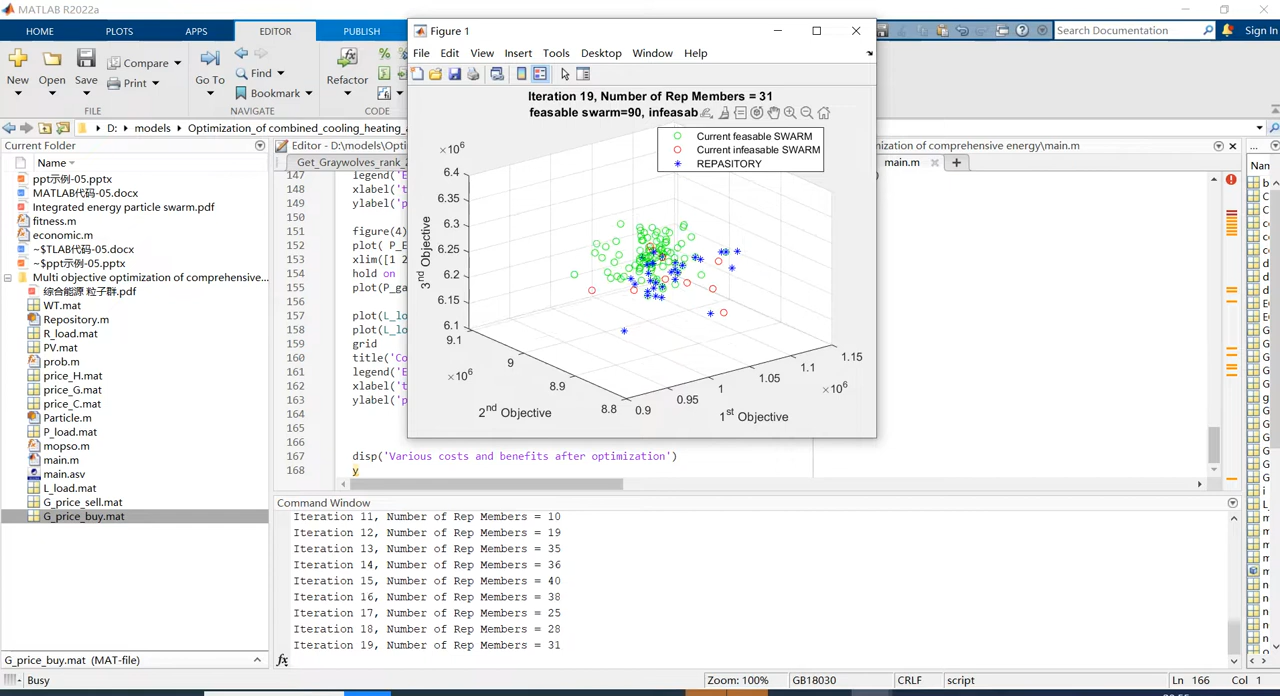 MATLAB R2022a
HOME PLOTS APPS EDITOR PUBLISH
Search Documentation
Sign In
New Open Save
Compare
Print
Go To
Find
Bookmark
Refactor
FILE NAVIGATE CODE
D: ▸ models ▸ Optimization_of_combined_cooling_heating_
Current Folder
Name
ppt示例-05.pptx
MATLAB代码-05.docx
Integrated energy particle swarm.pdf
fitness.m
economic.m
~$TLAB代码-05.docx
~$ppt示例-05.pptx
Multi objective optimization of comprehensive...
综合能源 粒子群.pdf
WT.mat
Repository.m
R_load.mat
PV.mat
prob.m
price_H.mat
price_G.mat
price_C.mat
Particle.m
P_load.mat
mopso.m
main.m
main.asv
L_load.mat
G_price_sell.mat
G_price_buy.mat
G_price_buy.mat (MAT-file)
Busy
Editor - D:\models\Opti
nization of comprehensive energy\main.m
Get_Graywolves_rank_
main.m
147 legend('E
148 xlabel('t
149 ylabel('p
150
151 figure(4)
152 plot( P_E
153 xlim([1 2
154 hold on
155 plot(P_ga
156
157 plot(L_lo
158 plot(L_lo
159 grid
160 title('Co
161 legend('E
162 xlabel('t
163 ylabel('p
164
165
166
167 disp('Various costs and benefits after optimization')
168 y
Figure 1
File Edit View Insert Tools Desktop Window Help
Iteration 19, Number of Rep Members = 31
feasable swarm=90, infeasab
Current feasable SWARM
Current infeasable SWARM
REPASITORY
×10⁶
6.4
6.35
6.3
6.25
6.2
6.15
6.1
3rd Objective
9.1
9
8.9
8.8
×10⁶
2nd Objective
0.9
0.95
1
1.05
1.1
1.15
×10⁶
1st Objective
Command Window
Iteration 11, Number of Rep Members = 10
Iteration 12, Number of Rep Members = 19
Iteration 13, Number of Rep Members = 35
Iteration 14, Number of Rep Members = 36
Iteration 15, Number of Rep Members = 40
Iteration 16, Number of Rep Members = 38
Iteration 17, Number of Rep Members = 25
Iteration 18, Number of Rep Members = 28
Iteration 19, Number of Rep Members = 31
fx
Zoom: 100% GB18030 CRLF script Ln 166 Col 1